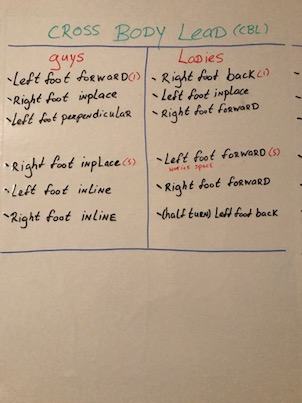 CROSS BODY LEAD (CBL)
guys
~Left foot forward (1)
~Right foot inplace
~Left foot perpendicular
~Right foot inplace (5)
~Left foot inline
~Right foot inline
Ladies
~Right foot back (1)
~Left foot inplace
~Right foot forward
~Left foot forward (5)
~Right foot forward
~(half turn) Left foot back